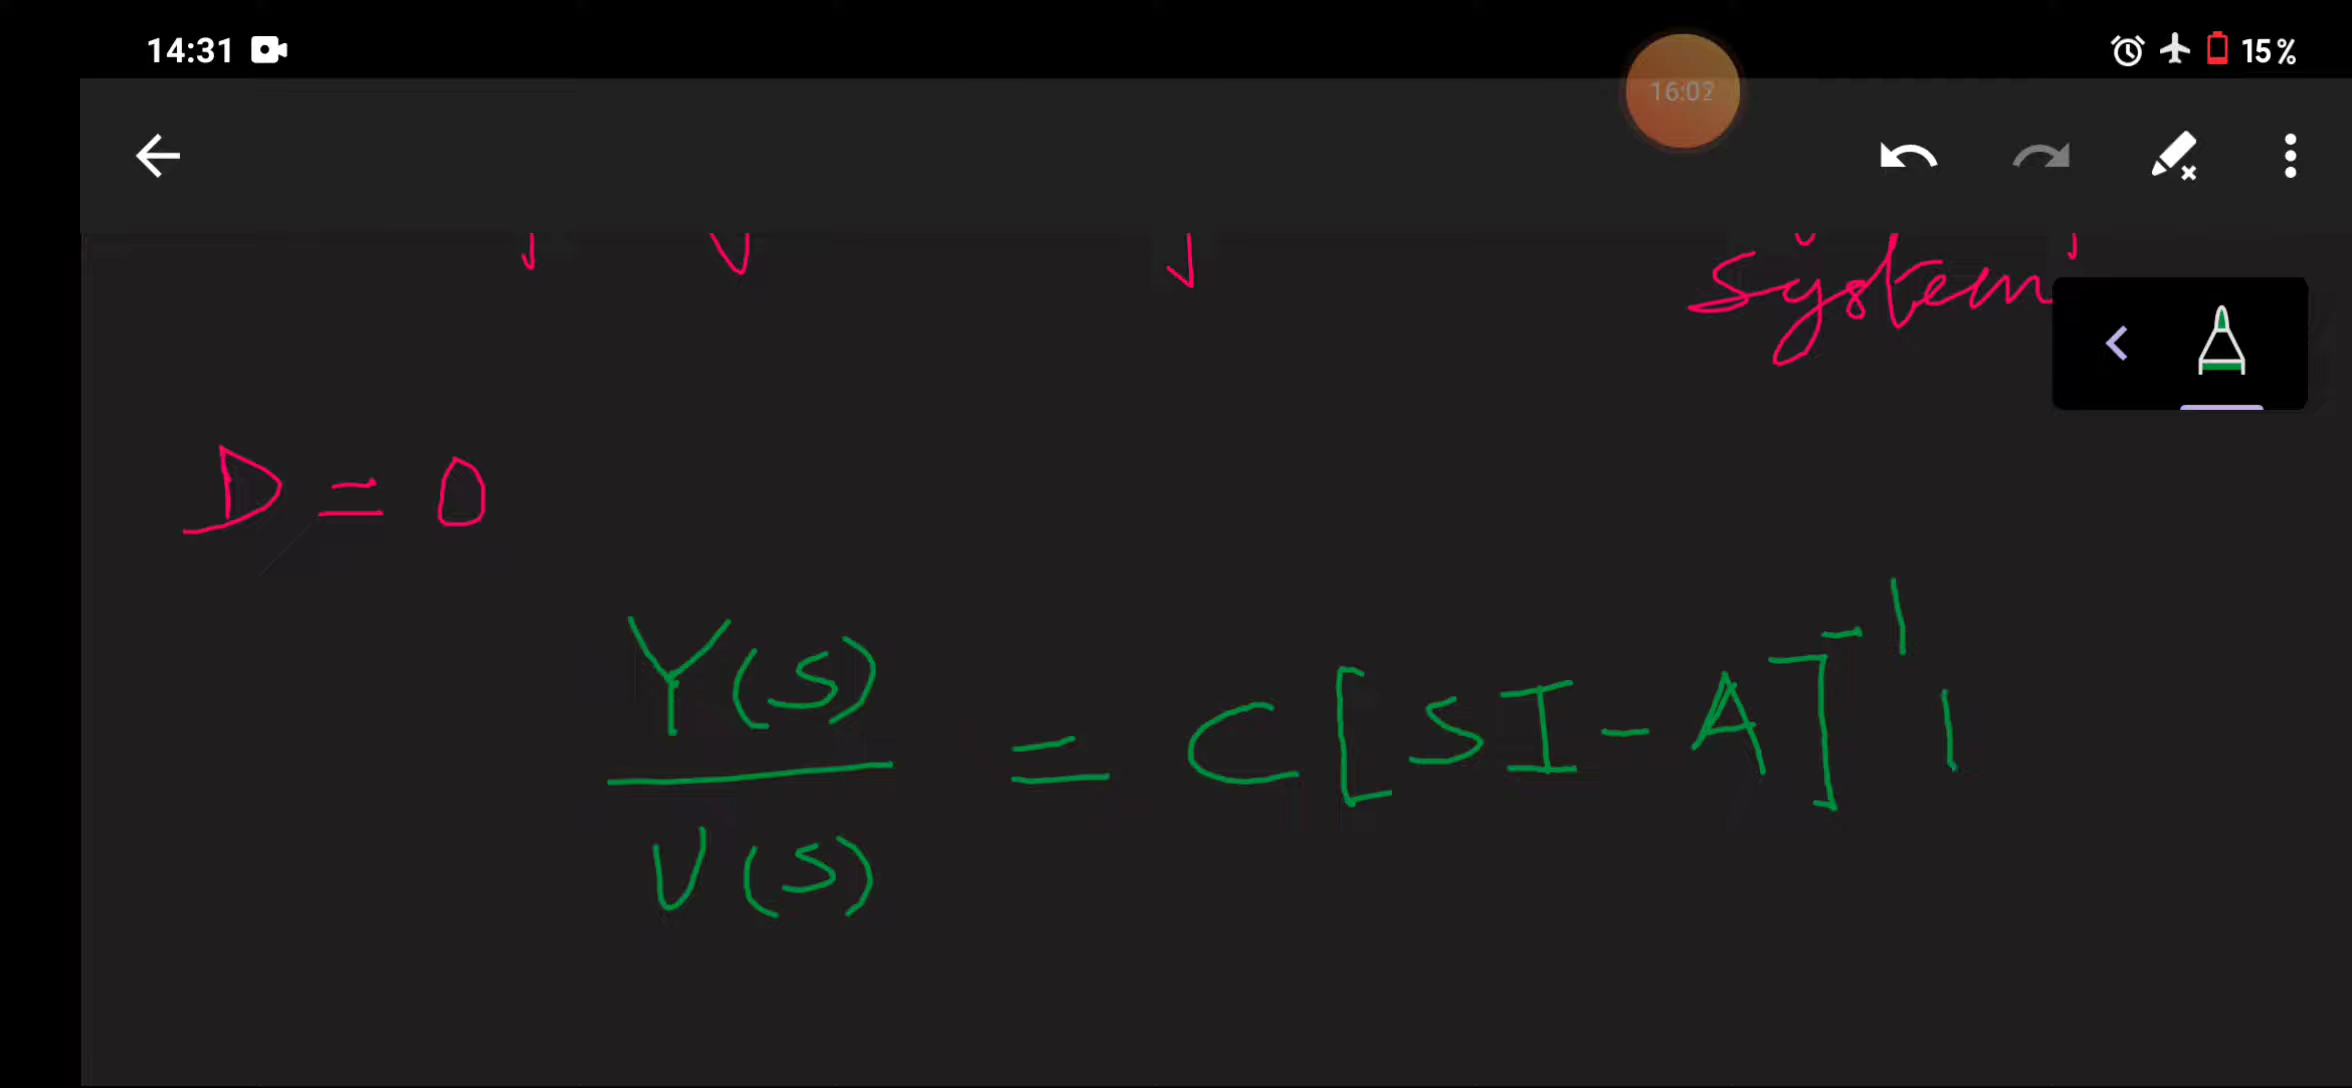 14:31 15%
16:02
system
D = 0
Y(s)
= C[SI-A]⁻¹ |
U(s)